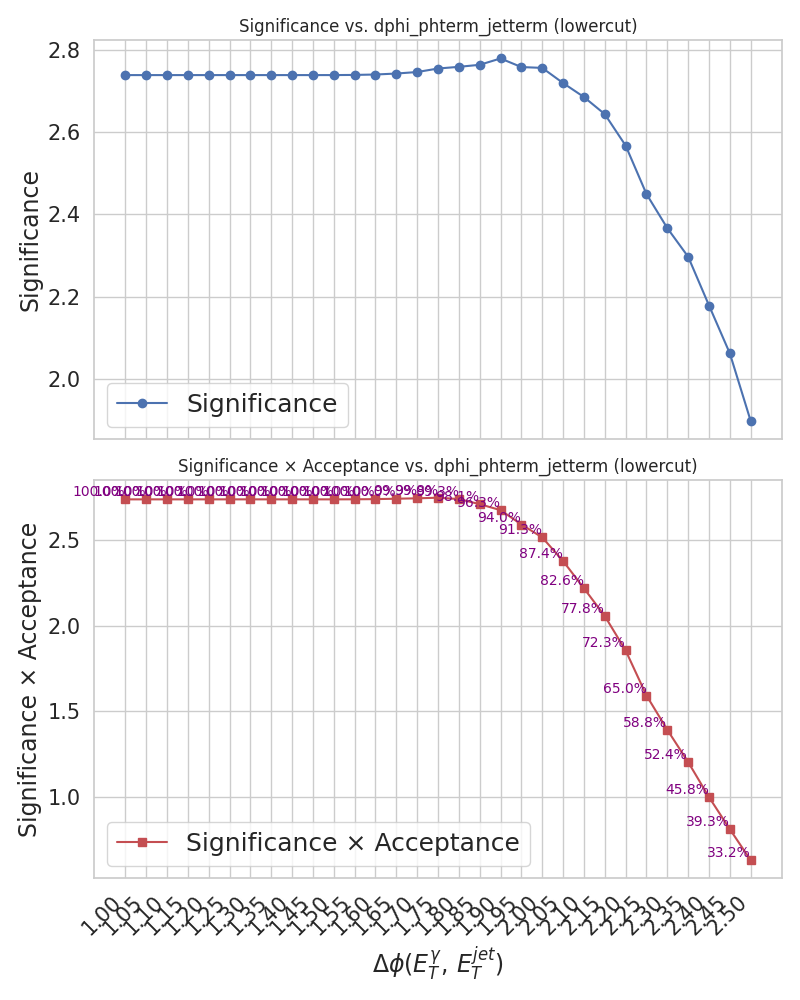 Significance vs. dphi_phterm_jetterm (lowercut)
2.8
2.6
2.4
2.2
2.0
Significance
Significance
Significance × Acceptance vs. dphi_phterm_jetterm (lowercut)
98.1%
96.3%
94.0%
91.3%
87.4%
82.6%
77.8%
72.3%
65.0%
58.8%
52.4%
45.8%
39.3%
33.2%
2.5
2.0
1.5
1.0
Significance × Acceptance
Significance × Acceptance
1.00 1.05 1.10 1.15 1.20 1.25 1.30 1.35 1.40 1.45 1.50 1.55 1.60 1.65 1.70 1.75 1.80 1.85 1.90 1.95 2.00 2.05 2.10 2.15 2.20 2.25 2.30 2.35 2.40 2.45 2.50
Δϕ(E_T^γ, E_T^{jet})